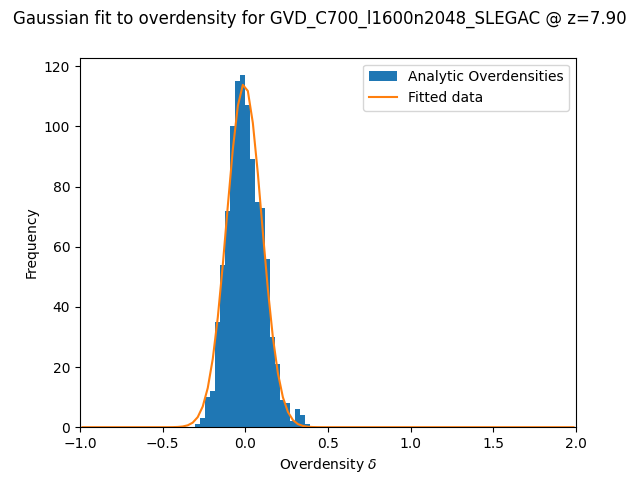 Gaussian fit to overdensity for GVD_C700_l1600n2048_SLEGAC @ z=7.90
Analytic Overdensities
Fitted data
Frequency
120
100
80
60
40
20
0
−1.0 −0.5 0.0 0.5 1.0 1.5 2.0
Overdensity δ